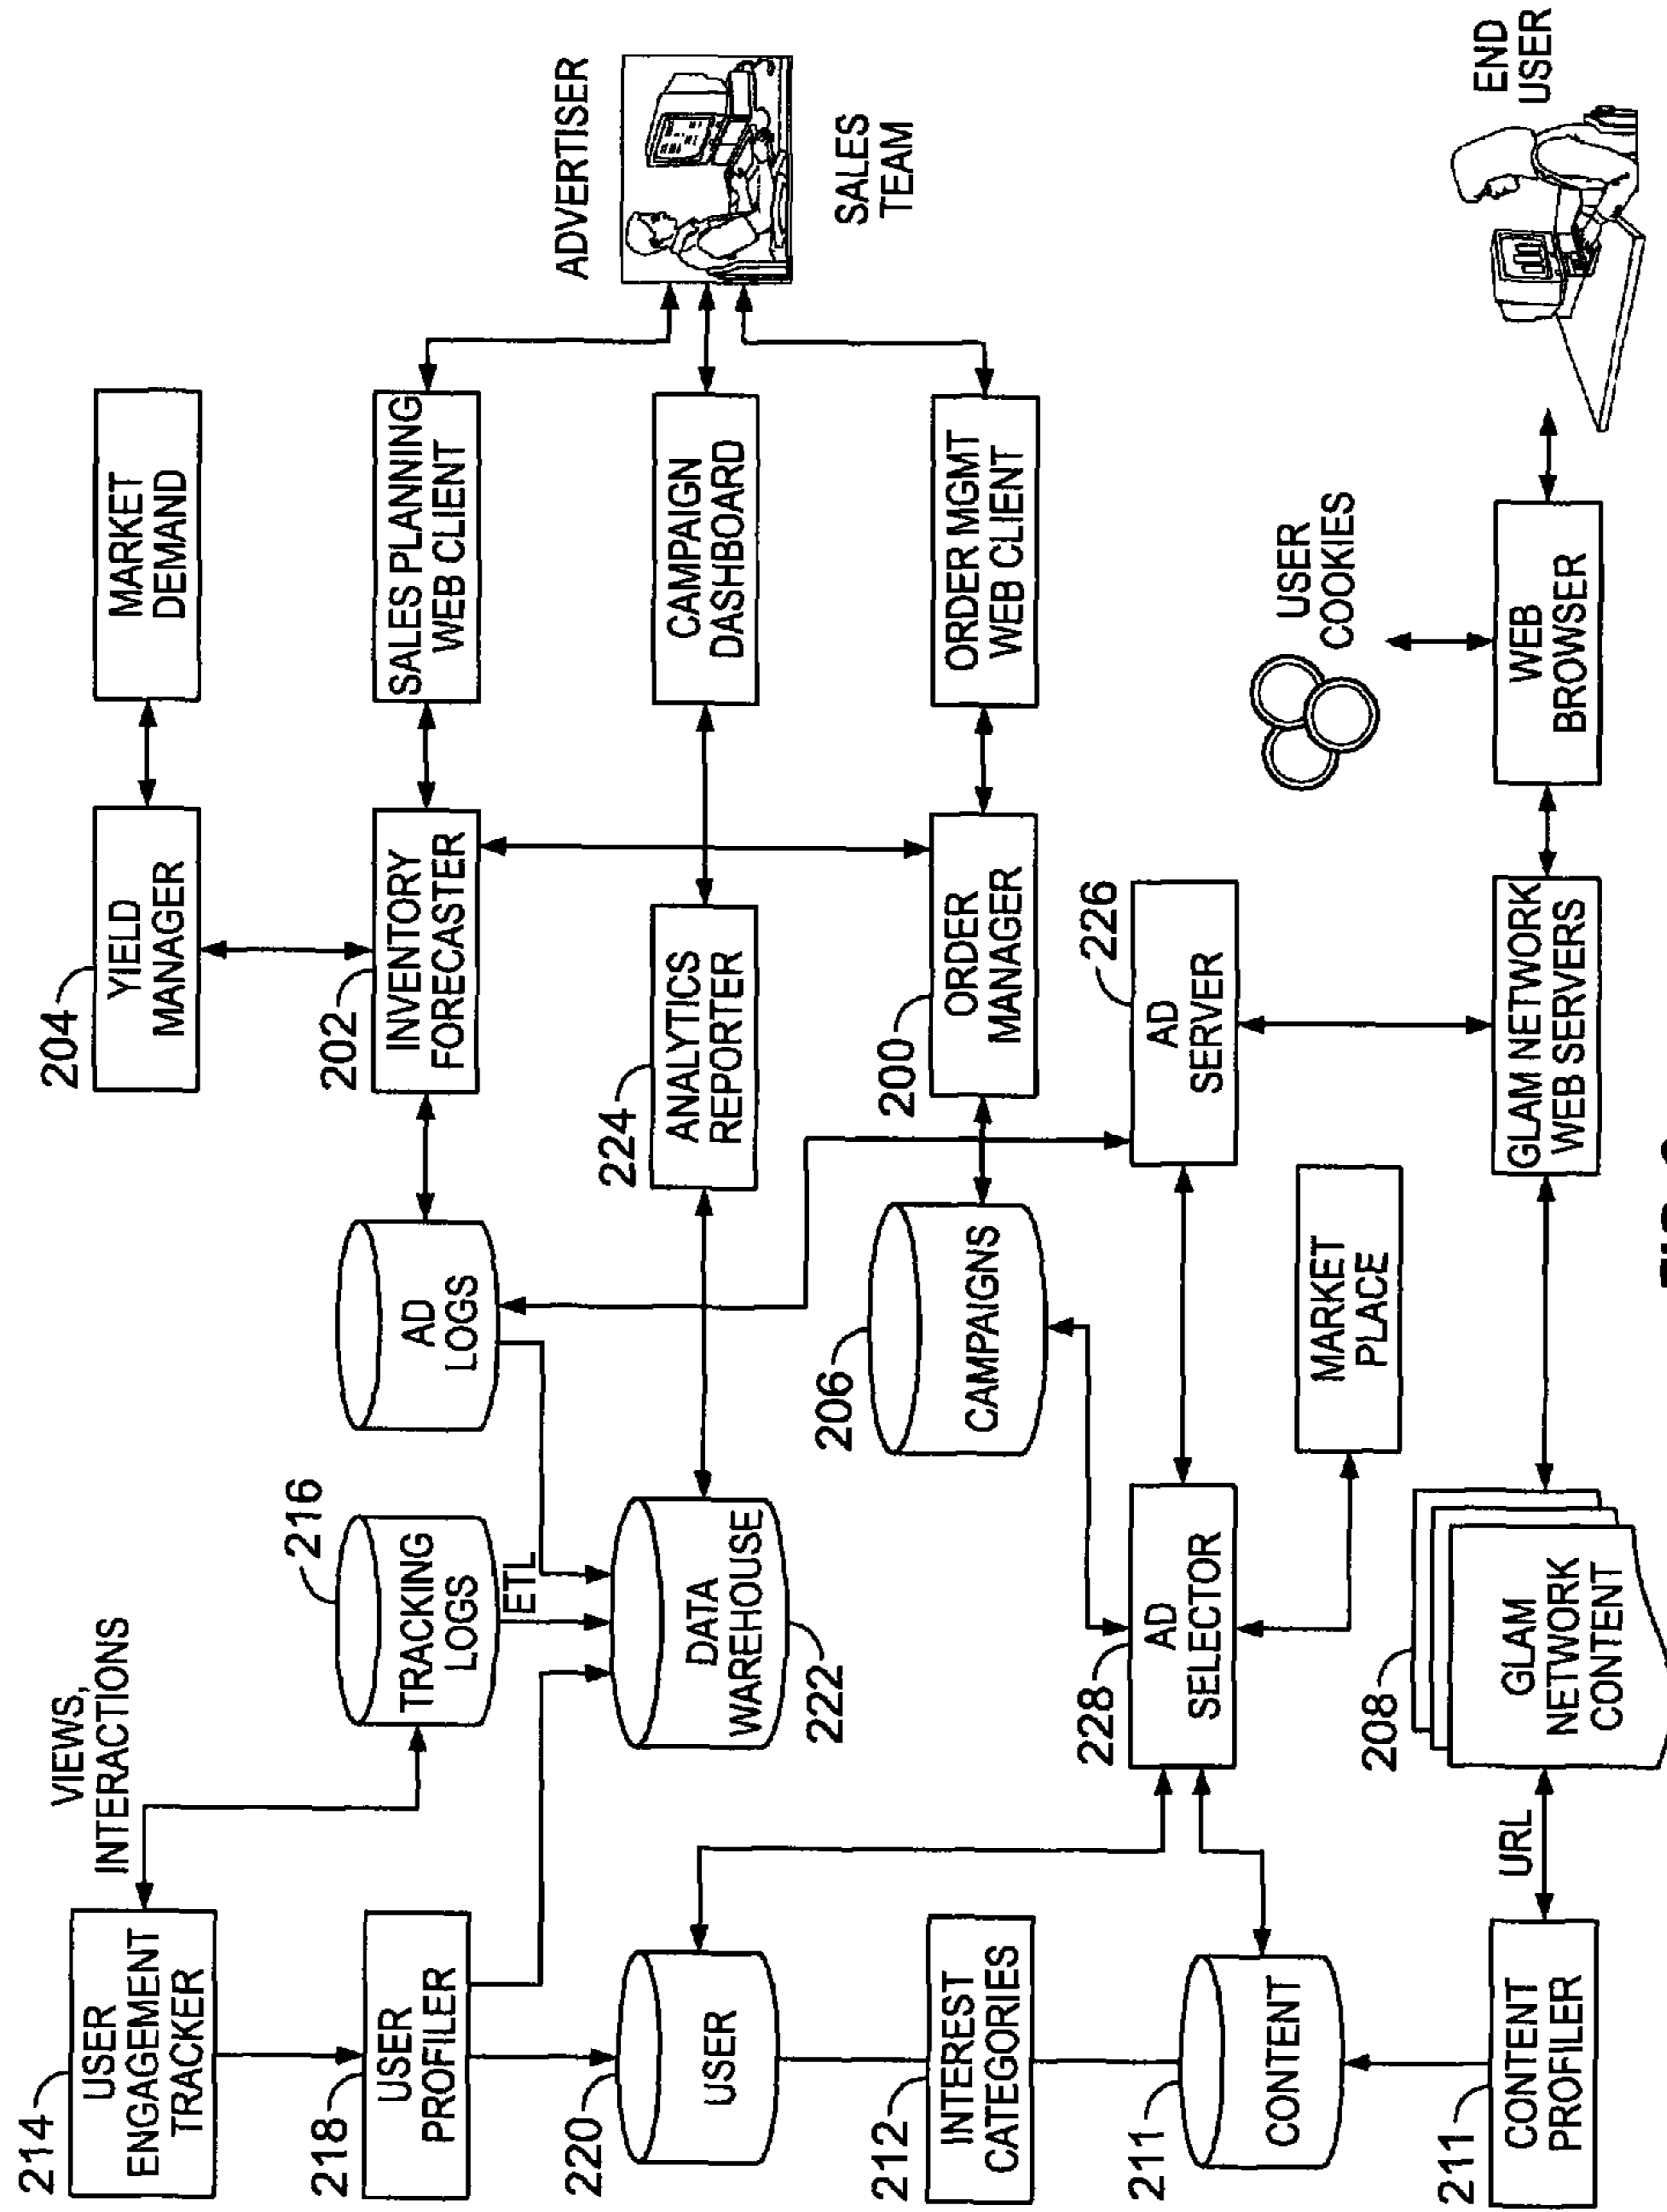 214
USER
ENGAGEMENT
TRACKER
VIEWS,
INTERACTIONS
204
YIELD
MANAGER
MARKET
DEMAND
218
USER
PROFILER
216
TRACKING
LOGS
ETL
AD
LOGS
202
INVENTORY
FORECASTER
SALES PLANNING
WEB CLIENT
220
USER
DATA
WAREHOUSE
222
224
ANALYTICS
REPORTER
CAMPAIGN
DASHBOARD
ADVERTISER
SALES
TEAM
212
INTEREST
CATEGORIES
206
CAMPAIGNS
200
ORDER
MANAGER
ORDER MGMT
WEB CLIENT
211
CONTENT
228
AD
SELECTOR
MARKET
PLACE
226
AD
SERVER
USER
COOKIES
211
CONTENT
PROFILER
URL
208
GLAM
NETWORK
CONTENT
GLAM NETWORK
WEB SERVERS
WEB
BROWSER
END
USER